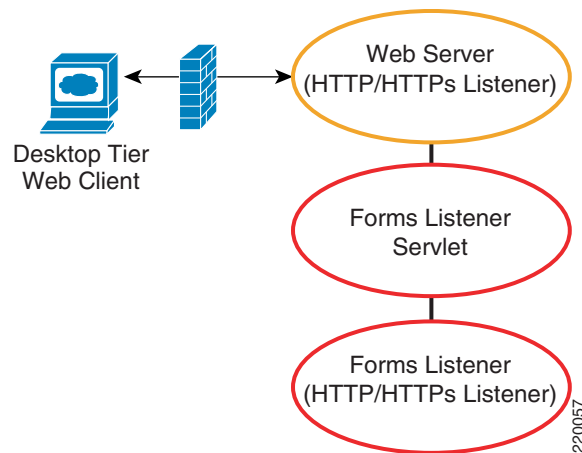 Web Server
(HTTP/HTTPs Listener)
Desktop Tier
Web Client
Forms Listener
Servlet
Forms Listener
(HTTP/HTTPs Listener)
220057